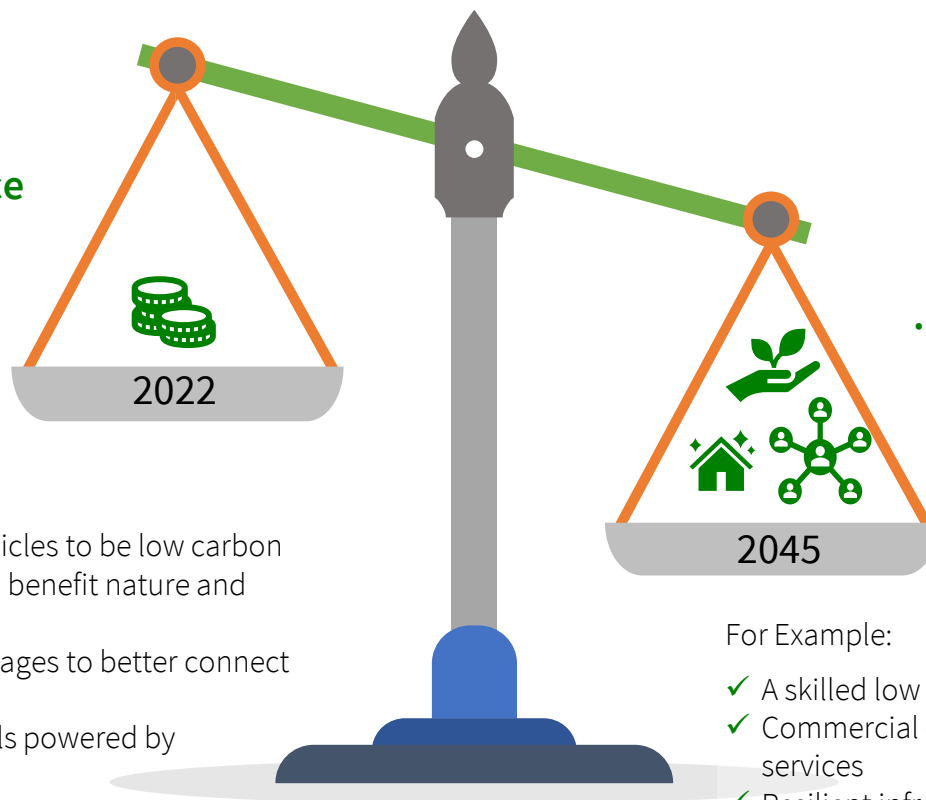 2022
icles to be low carbon
benefit nature and
ages to better connect
powered by
2045
For Example:
✓ A skilled low
✓ Commercial
services